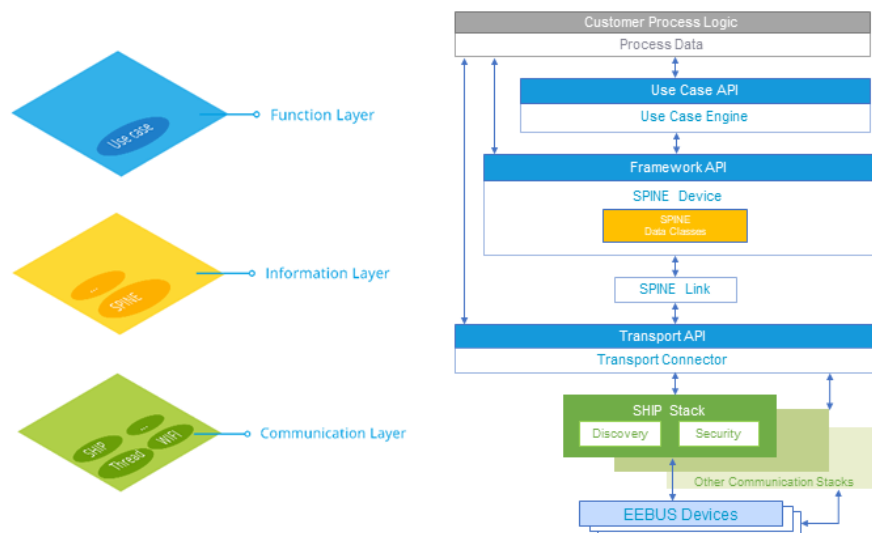 Use case
Function Layer
...
SPINE
Information Layer
...
SHIP
WiFi
Thread
Communication Layer
Customer Process Logic
Process Data
Use Case API
Use Case Engine
Framework API
SPINE Device
SPINE
Data Classes
SPINE Link
Transport API
Transport Connector
SHIP Stack
Discovery
Security
Other Communication Stacks
EEBUS Devices